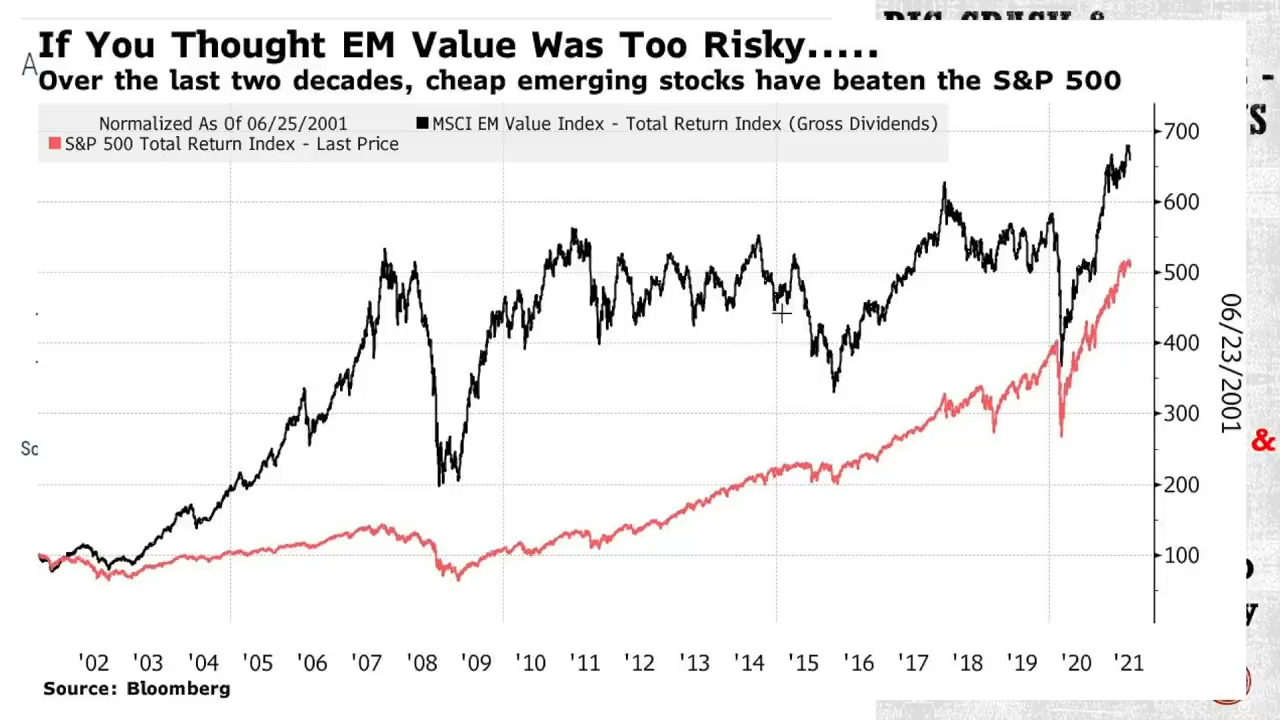 If You Thought EM Value Was Too Risky.....
Over the last two decades, cheap emerging stocks have beaten the S&P 500
Normalized As Of 06/25/2001
MSCI EM Value Index - Total Return Index (Gross Dividends)
S&P 500 Total Return Index - Last Price
700
600
500
400
300
200
100
06/23/2001
'02 '03 '04 '05 '06 '07 '08 '09 '10 '11 '12 '13 '14 '15 '16 '17 '18 '19 '20 '21
Source: Bloomberg
A
Sc
&